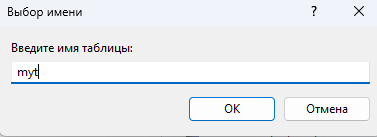 Выбор имени
?
Введите имя таблицы:
myt
OK
Отмена